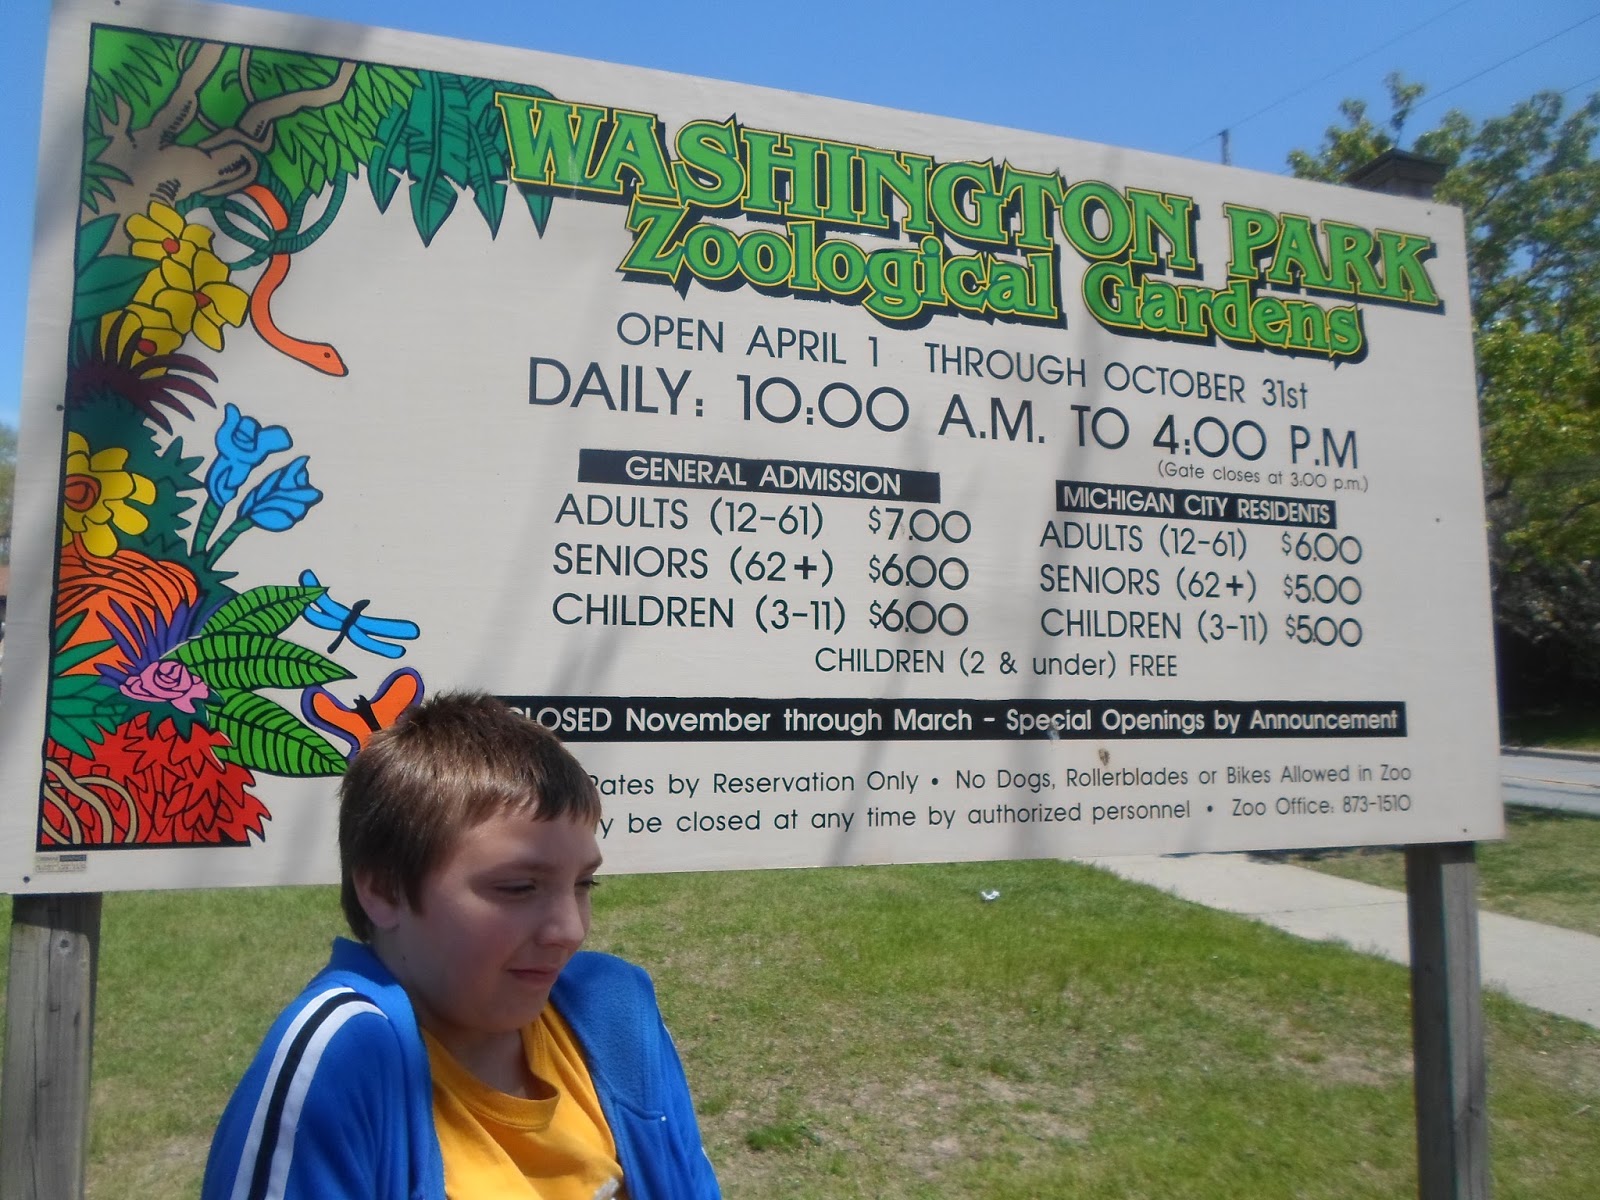 WASHINGTON PARK
Zoological Gardens
OPEN APRIL 1 THROUGH OCTOBER 31st
DAILY: 10:00 A.M. TO 4:00 P.M
(Gate closes at 3:00 p.m.)
GENERAL ADMISSION
ADULTS (12-61) $7.00
SENIORS (62+) $6.00
CHILDREN (3-11) $6.00
MICHIGAN CITY RESIDENTS
ADULTS (12-61) $6.00
SENIORS (62+) $5.00
CHILDREN (3-11) $5.00
CHILDREN (2 & under) FREE
CLOSED November through March - Special Openings by Announcement
Rates by Reservation Only • No Dogs, Rollerblades or Bikes Allowed in Zoo
y be closed at any time by authorized personnel • Zoo Office: 873-1510